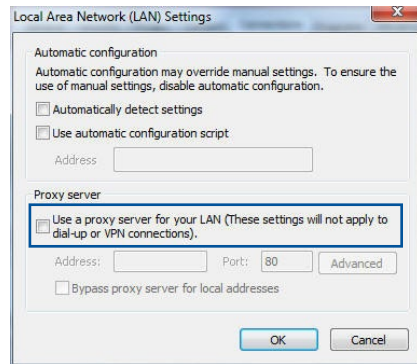 Local Area Network (LAN) Settings
Automatic configuration
Automatic configuration may override manual settings. To ensure the
use of manual settings, disable automatic configuration.
Automatically detect settings
Use automatic configuration script
Address
Proxy server
Use a proxy server for your LAN (These settings will not apply to
dial-up or VPN connections).
Address: Port: 80 Advanced
Bypass proxy server for local addresses
OK Cancel